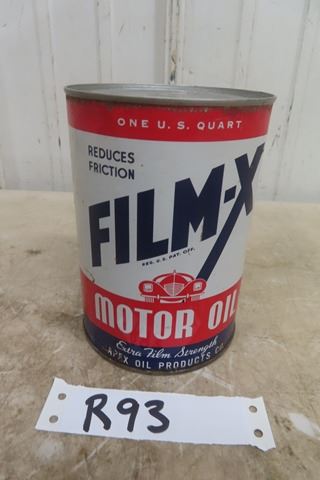 ONE U.S. QUART
REDUCES
FRICTION
FILM-X
REG. U.S. PAT. OFF.
MOTOR OIL
Extra Film Strength
APEX OIL PRODUCTS CO.
R93